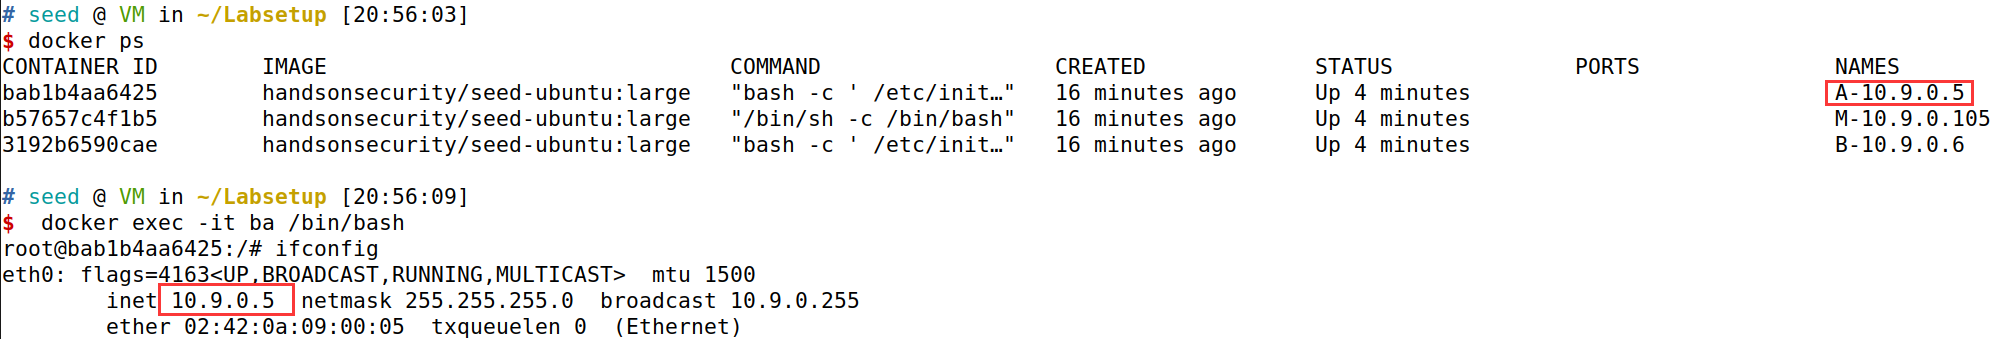 # seed @ VM in ~/Labsetup [20:56:03]
$ docker ps
CONTAINER ID        IMAGE                               COMMAND                  CREATED             STATUS              PORTS               NAMES
bab1b4aa6425        handsonsecurity/seed-ubuntu:large   "bash -c ' /etc/init…"   16 minutes ago      Up 4 minutes                            A-10.9.0.5
b57657c4f1b5        handsonsecurity/seed-ubuntu:large   "/bin/sh -c /bin/bash"   16 minutes ago      Up 4 minutes                            M-10.9.0.105
3192b6590cae        handsonsecurity/seed-ubuntu:large   "bash -c ' /etc/init…"   16 minutes ago      Up 4 minutes                            B-10.9.0.6
# seed @ VM in ~/Labsetup [20:56:09]
$  docker exec -it ba /bin/bash
root@bab1b4aa6425:/# ifconfig
eth0: flags=4163<UP,BROADCAST,RUNNING,MULTICAST>  mtu 1500
        inet 10.9.0.5  netmask 255.255.255.0  broadcast 10.9.0.255
        ether 02:42:0a:09:00:05  txqueuelen 0  (Ethernet)